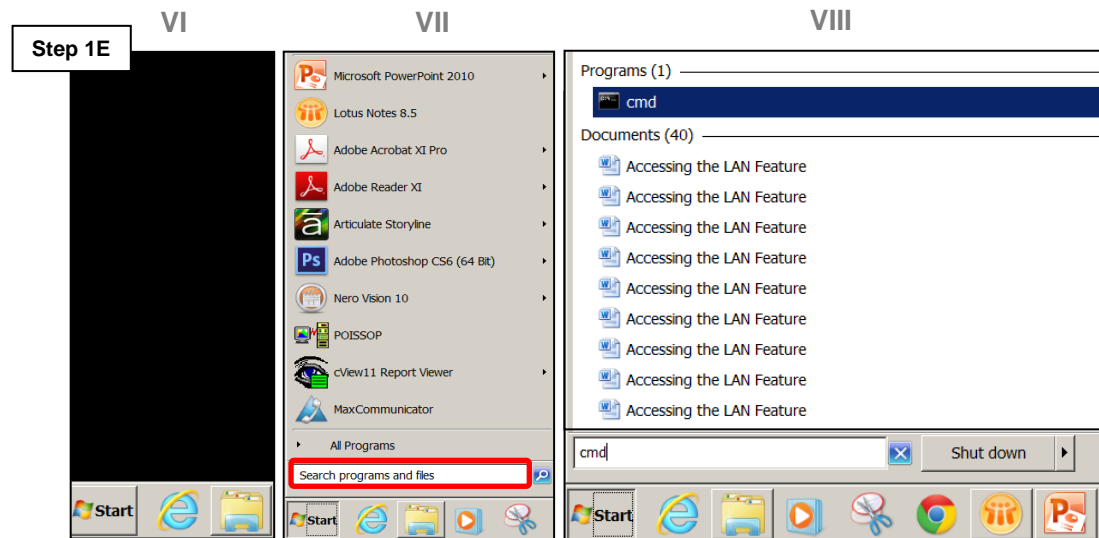 VI
VII
VIII
Step 1E
Start
Microsoft PowerPoint 2010
Lotus Notes 8.5
Adobe Acrobat XI Pro
Adobe Reader XI
Articulate Storyline
Adobe Photoshop CS6 (64 Bit)
Nero Vision 10
POISSOP
cView11 Report Viewer
MaxCommunicator
All Programs
Search programs and files
Start
Programs (1)
cmd
Documents (40)
Accessing the LAN Feature
Accessing the LAN Feature
Accessing the LAN Feature
Accessing the LAN Feature
Accessing the LAN Feature
Accessing the LAN Feature
Accessing the LAN Feature
Accessing the LAN Feature
Accessing the LAN Feature
cmd
Shut down
Start